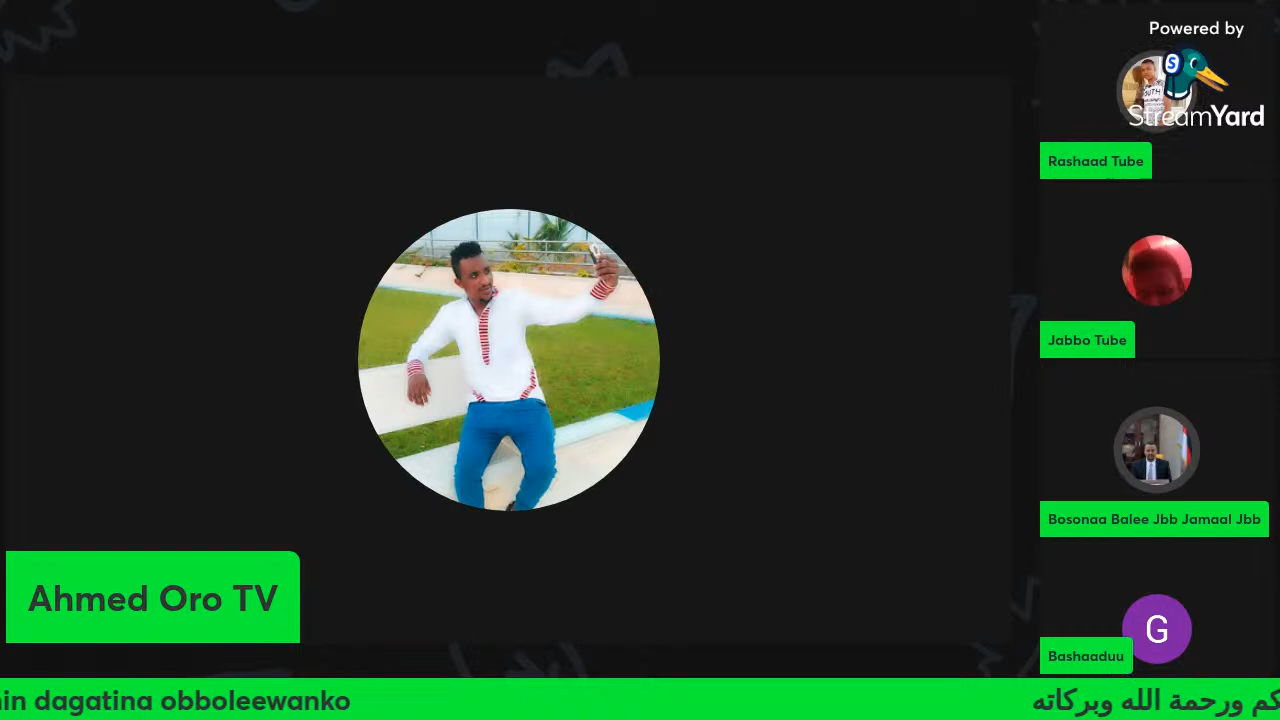 Powered by
StreamYard
Rashaad Tube
Jabbo Tube
Bosonaa Balee Jbb Jamaal Jbb
G
Bashaaduu
Ahmed Oro TV
dagatina obboleewanko
ورحمة الله وبركاته